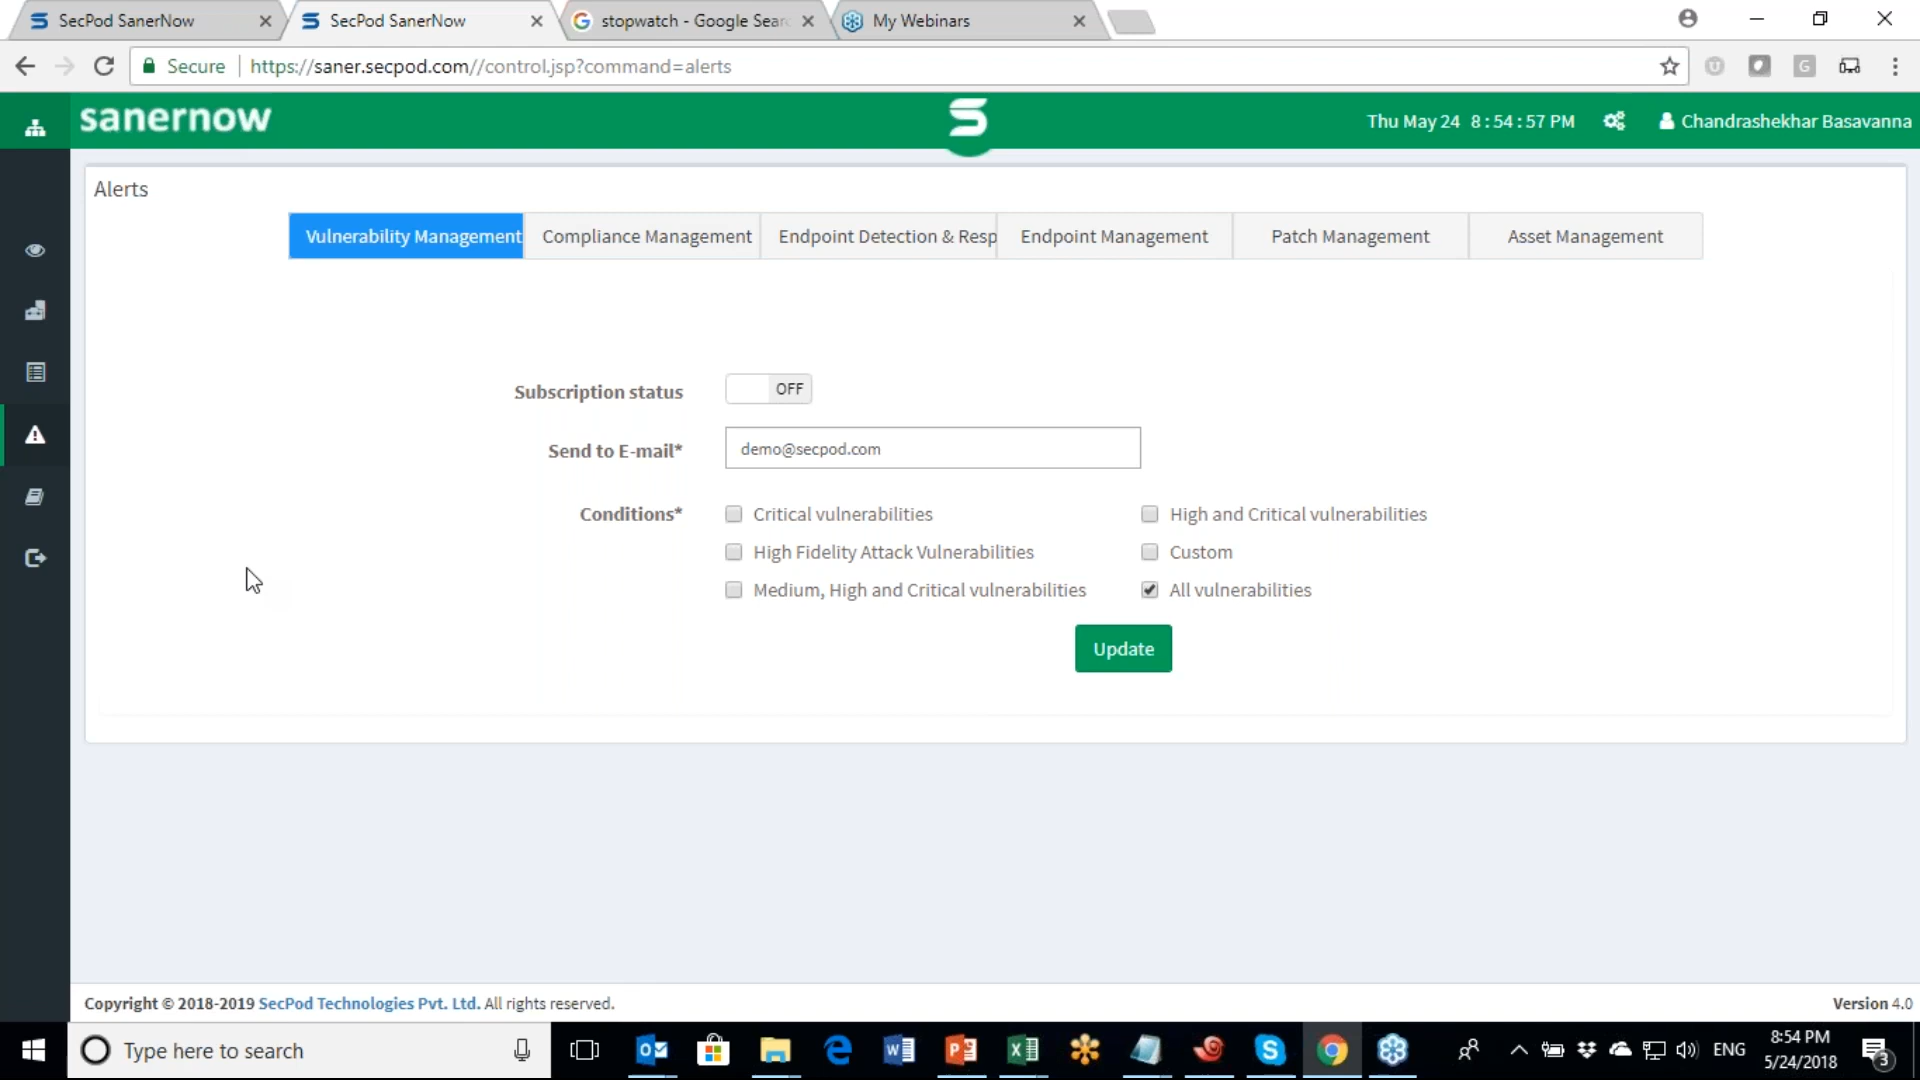 SecPod SanerNow
SecPod SanerNow
stopwatch - Google Sear
My Webinars
Secure
https://saner.secpod.com//control.jsp?command=alerts
sanernow
Thu May 24 8 : 54 : 57 PM
Chandrashekhar Basavanna
Alerts
Vulnerability Management
Compliance Management
Endpoint Detection & Resp
Endpoint Management
Patch Management
Asset Management
Subscription status
OFF
Send to E-mail*
demo@secpod.com
Conditions*
Critical vulnerabilities
High and Critical vulnerabilities
High Fidelity Attack Vulnerabilities
Custom
Medium, High and Critical vulnerabilities
All vulnerabilities
Update
Copyright © 2018-2019 SecPod Technologies Pvt. Ltd. All rights reserved.
Version 4.0
Type here to search
ENG
8:54 PM
5/24/2018
3